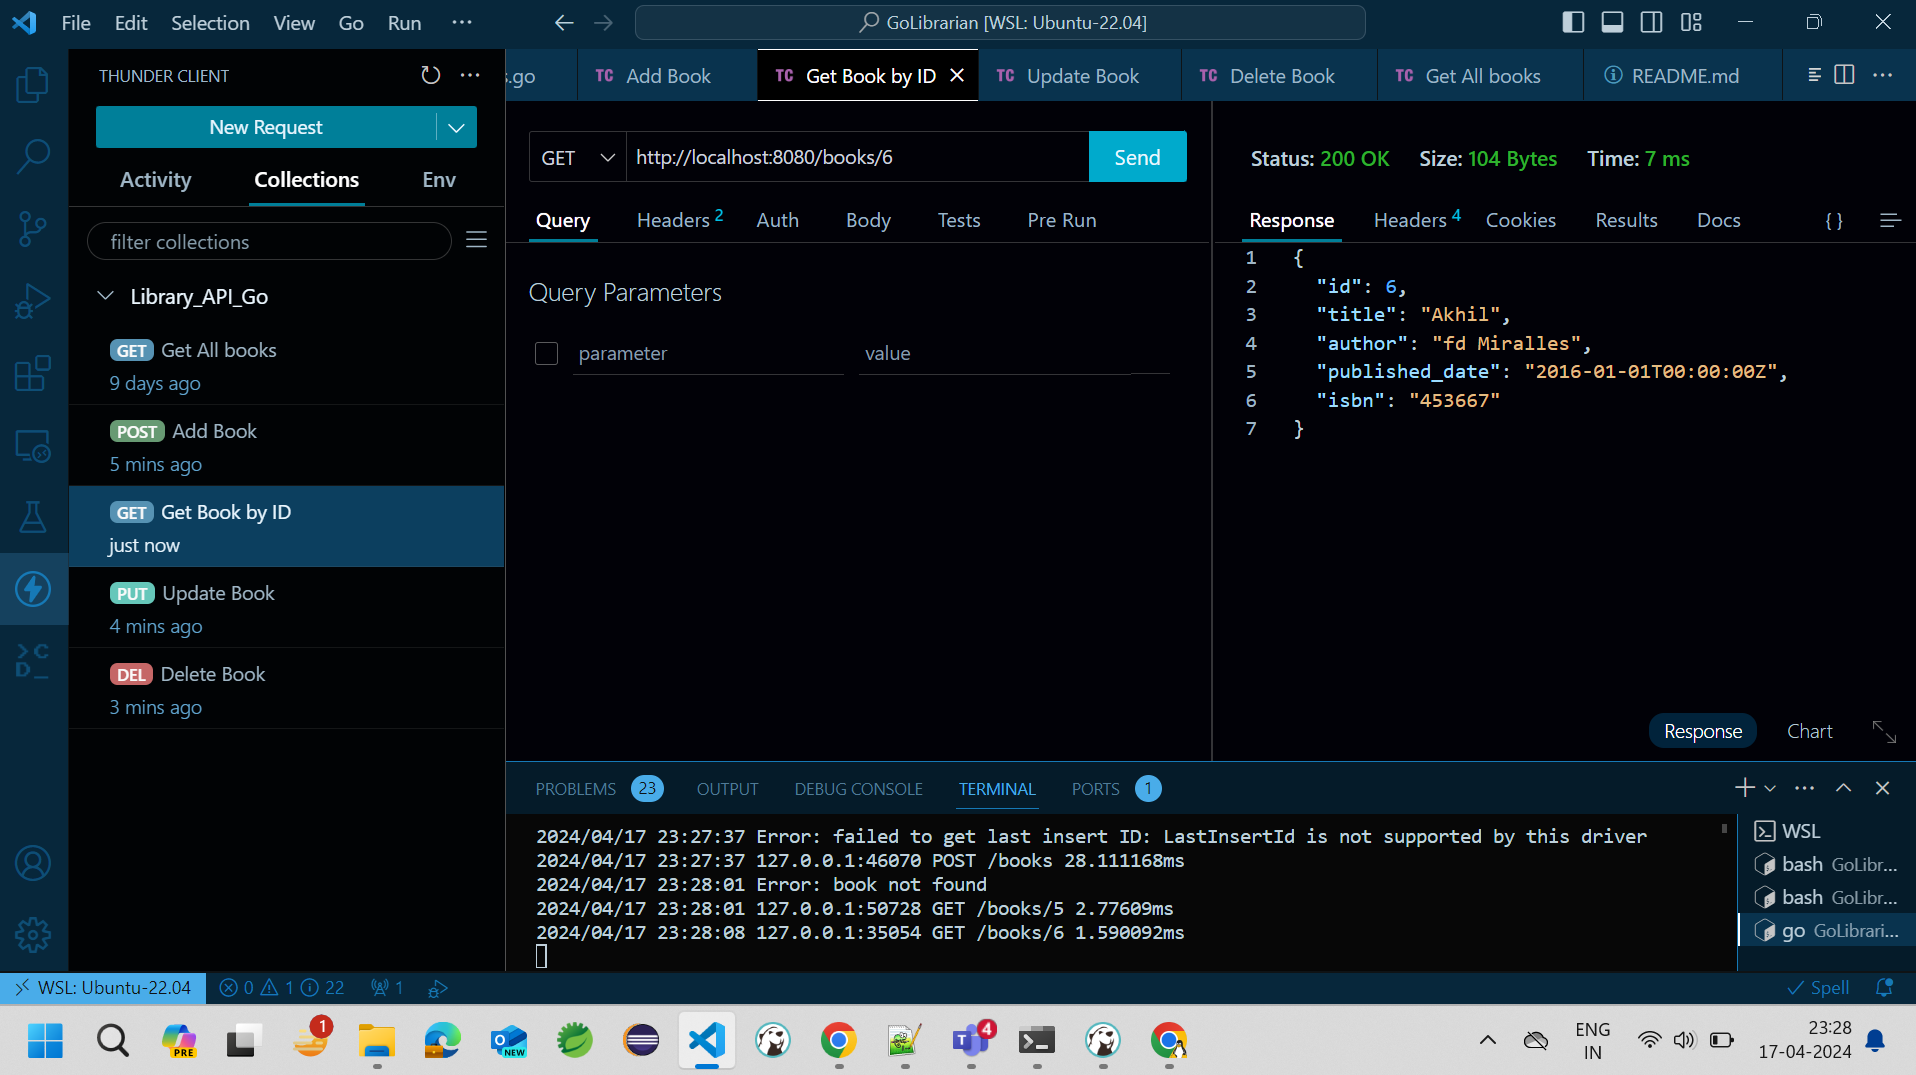 File Edit Selection View Go Run ···
GoLibrarian [WSL: Ubuntu-22.04]
THUNDER CLIENT
New Request
Activity Collections Env
filter collections
Library_API_Go
GET Get All books
9 days ago
POST Add Book
5 mins ago
GET Get Book by ID
just now
PUT Update Book
4 mins ago
DEL Delete Book
3 mins ago
s.go TC Add Book TC Get Book by ID TC Update Book TC Delete Book TC Get All books README.md
GET http://localhost:8080/books/6 Send
Query Headers 2 Auth Body Tests Pre Run
Query Parameters
parameter value
Status: 200 OK Size: 104 Bytes Time: 7 ms
Response Headers 4 Cookies Results Docs {}
1 {
2 "id": 6,
3 "title": "Akhil",
4 "author": "fd Miralles",
5 "published_date": "2016-01-01T00:00:00Z",
6 "isbn": "453667"
7 }
Response Chart
PROBLEMS 23 OUTPUT DEBUG CONSOLE TERMINAL PORTS 1
2024/04/17 23:27:37 Error: failed to get last insert ID: LastInsertId is not supported by this driver
2024/04/17 23:27:37 127.0.0.1:46070 POST /books 28.111168ms
2024/04/17 23:28:01 Error: book not found
2024/04/17 23:28:01 127.0.0.1:50728 GET /books/5 2.77609ms
2024/04/17 23:28:08 127.0.0.1:35054 GET /books/6 1.590092ms
WSL
bash GoLibr...
bash GoLibr...
go GoLibrari...
WSL: Ubuntu-22.04 0 1 22 1 Spell
PRE
1
NEW
4
ENG
IN
23:28
17-04-2024